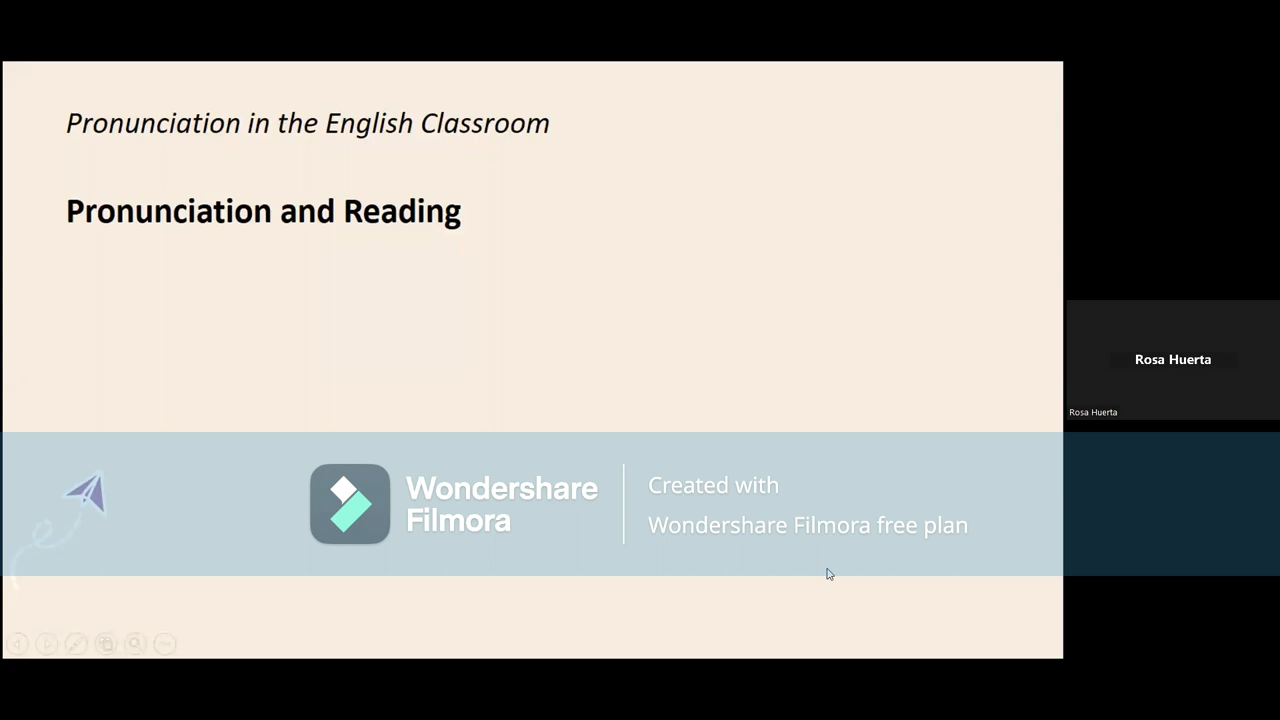 Pronunciation in the English Classroom
Pronunciation and Reading
Rosa Huerta
Rosa Huerta
Wondershare
Filmora
Created with
Wondershare Filmora free plan